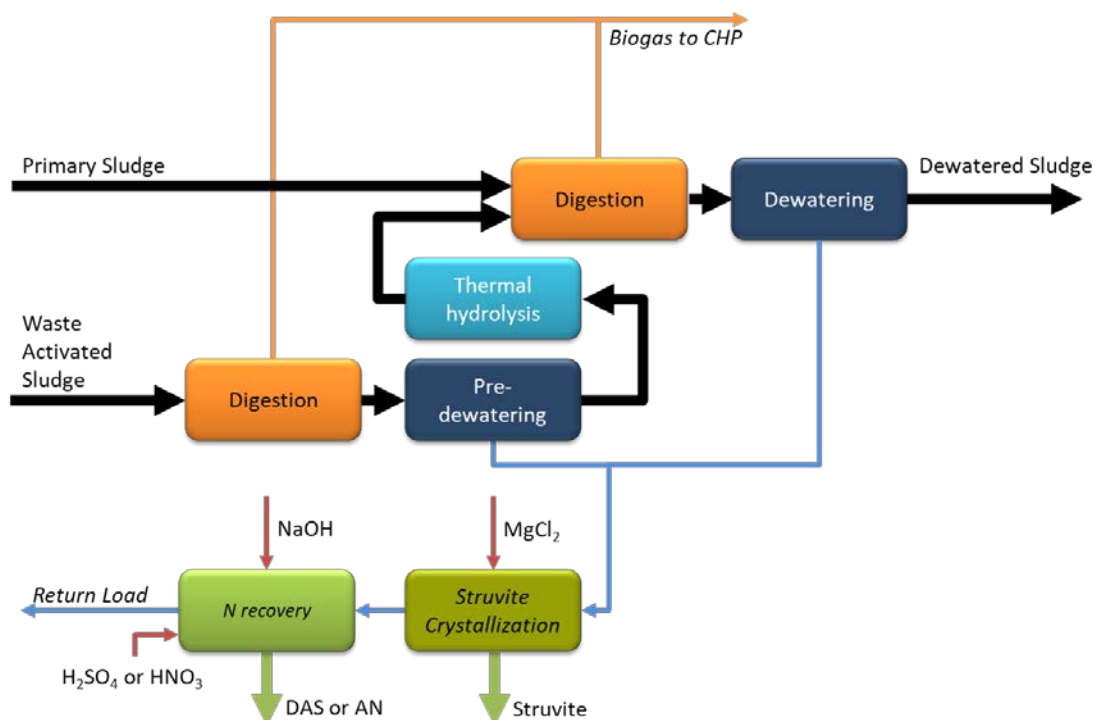 Biogas to CHP
Primary Sludge
Digestion
Dewatering
Dewatered Sludge
Thermal
hydrolysis
Waste
Activated
Sludge
Digestion
Pre-
dewatering
NaOH
MgCl₂
Return Load
N recovery
Struvite
Crystallization
H₂SO₄ or HNO₃
DAS or AN
Struvite